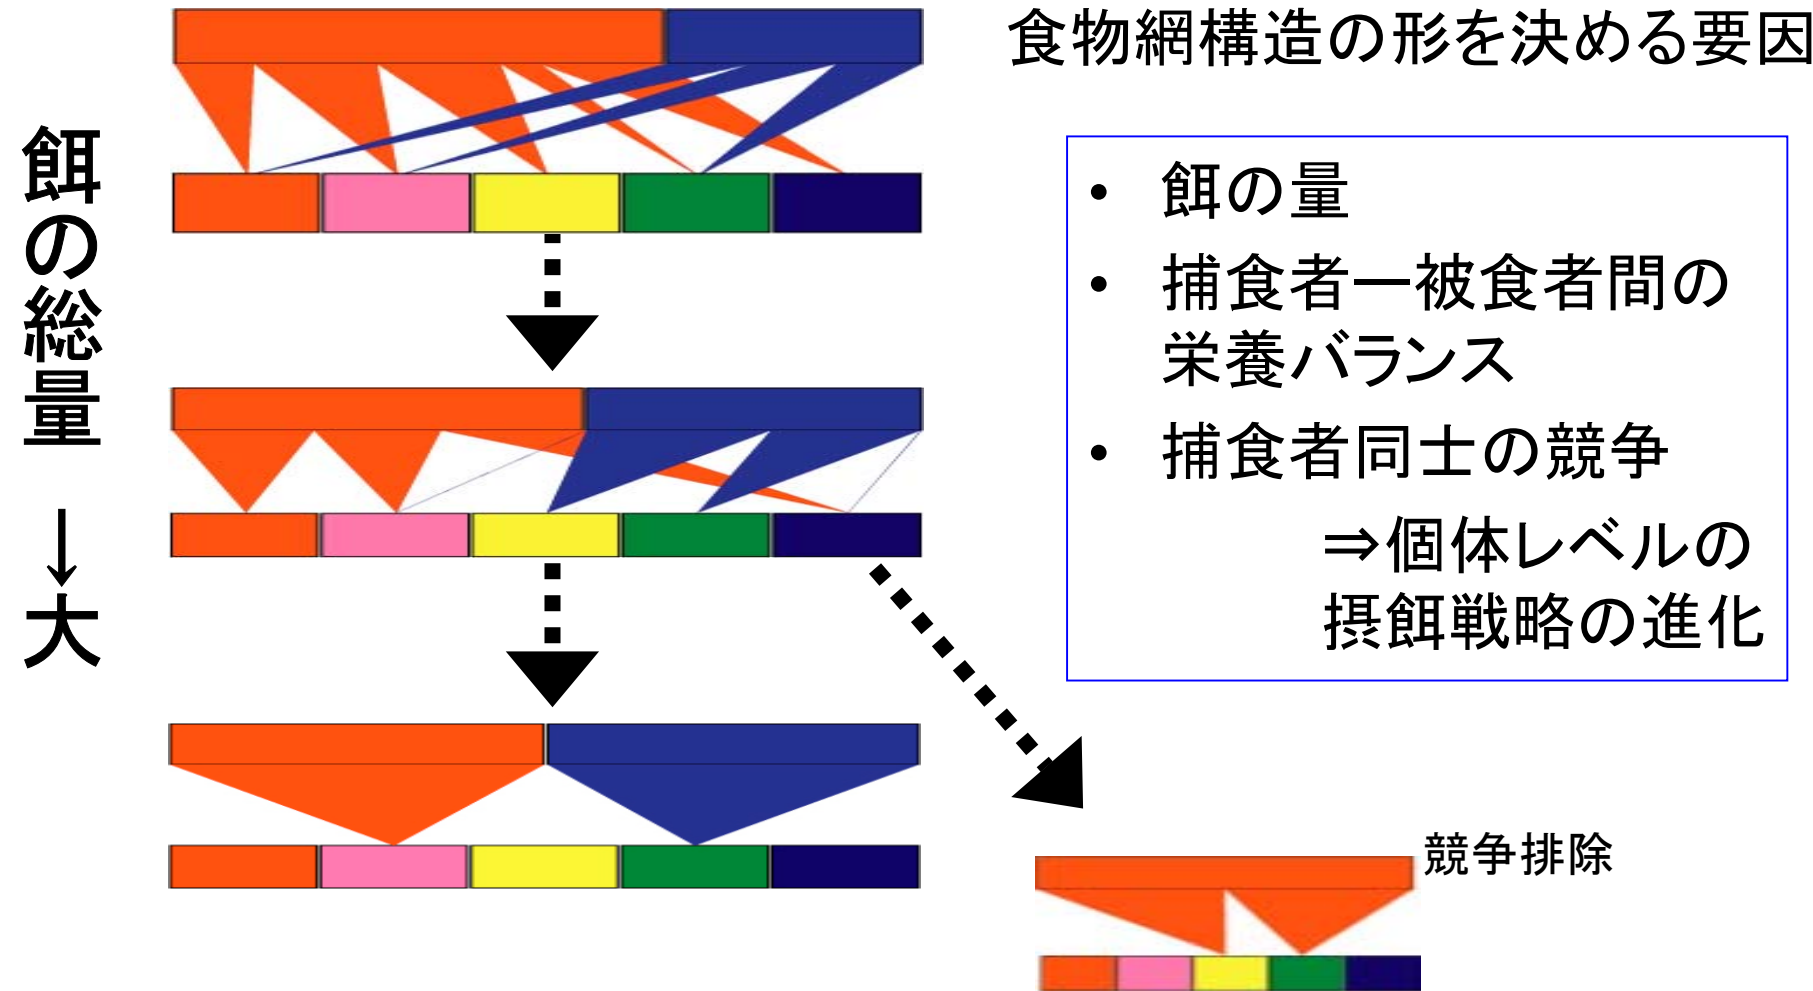 食物網構造の形を決める要因
餌の総量 →大
• 餌の量
• 捕食者ー被食者間の
栄養バランス
• 捕食者同士の競争
⇒個体レベルの
摂餌戦略の進化
競争排除